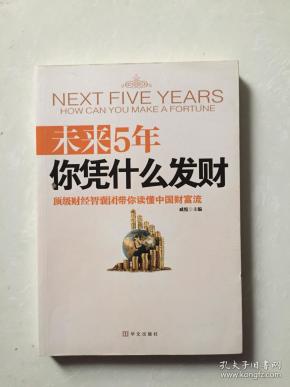 NEXT FIVE YEARS
HOW CAN YOU MAKE A FORTUNE
未来5年
你凭什么发财
顶级财经智囊团带你读懂中国财富流
主编
华文出版社
孔夫子旧书网